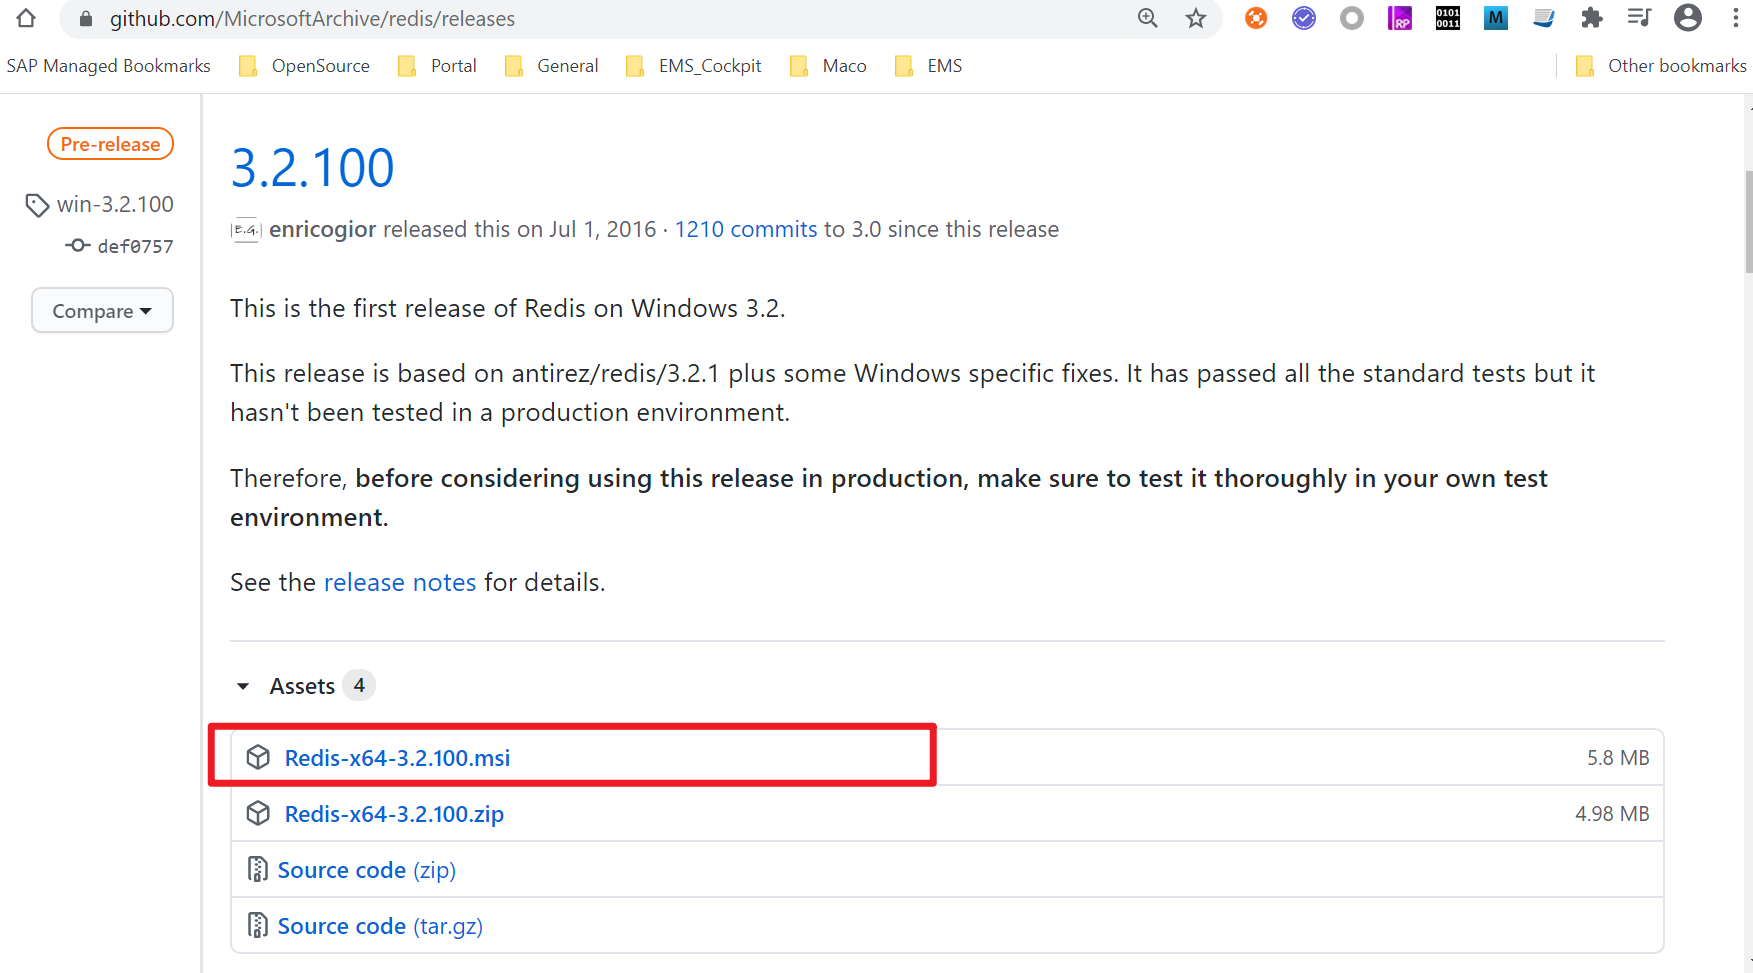 github.com/MicrosoftArchive/redis/releases
RP
0101
0011
M
SAP Managed Bookmarks
OpenSource
Portal
General
EMS_Cockpit
Maco
EMS
Other bookmarks
Pre-release
win-3.2.100
def0757
Compare
3.2.100
E.G. enricogior released this on Jul 1, 2016 · 1210 commits to 3.0 since this release
This is the first release of Redis on Windows 3.2.
This release is based on antirez/redis/3.2.1 plus some Windows specific fixes. It has passed all the standard tests but it
hasn't been tested in a production environment.
Therefore, before considering using this release in production, make sure to test it thoroughly in your own test
environment.
See the release notes for details.
Assets 4
Redis-x64-3.2.100.msi 5.8 MB
Redis-x64-3.2.100.zip 4.98 MB
Source code (zip)
Source code (tar.gz)